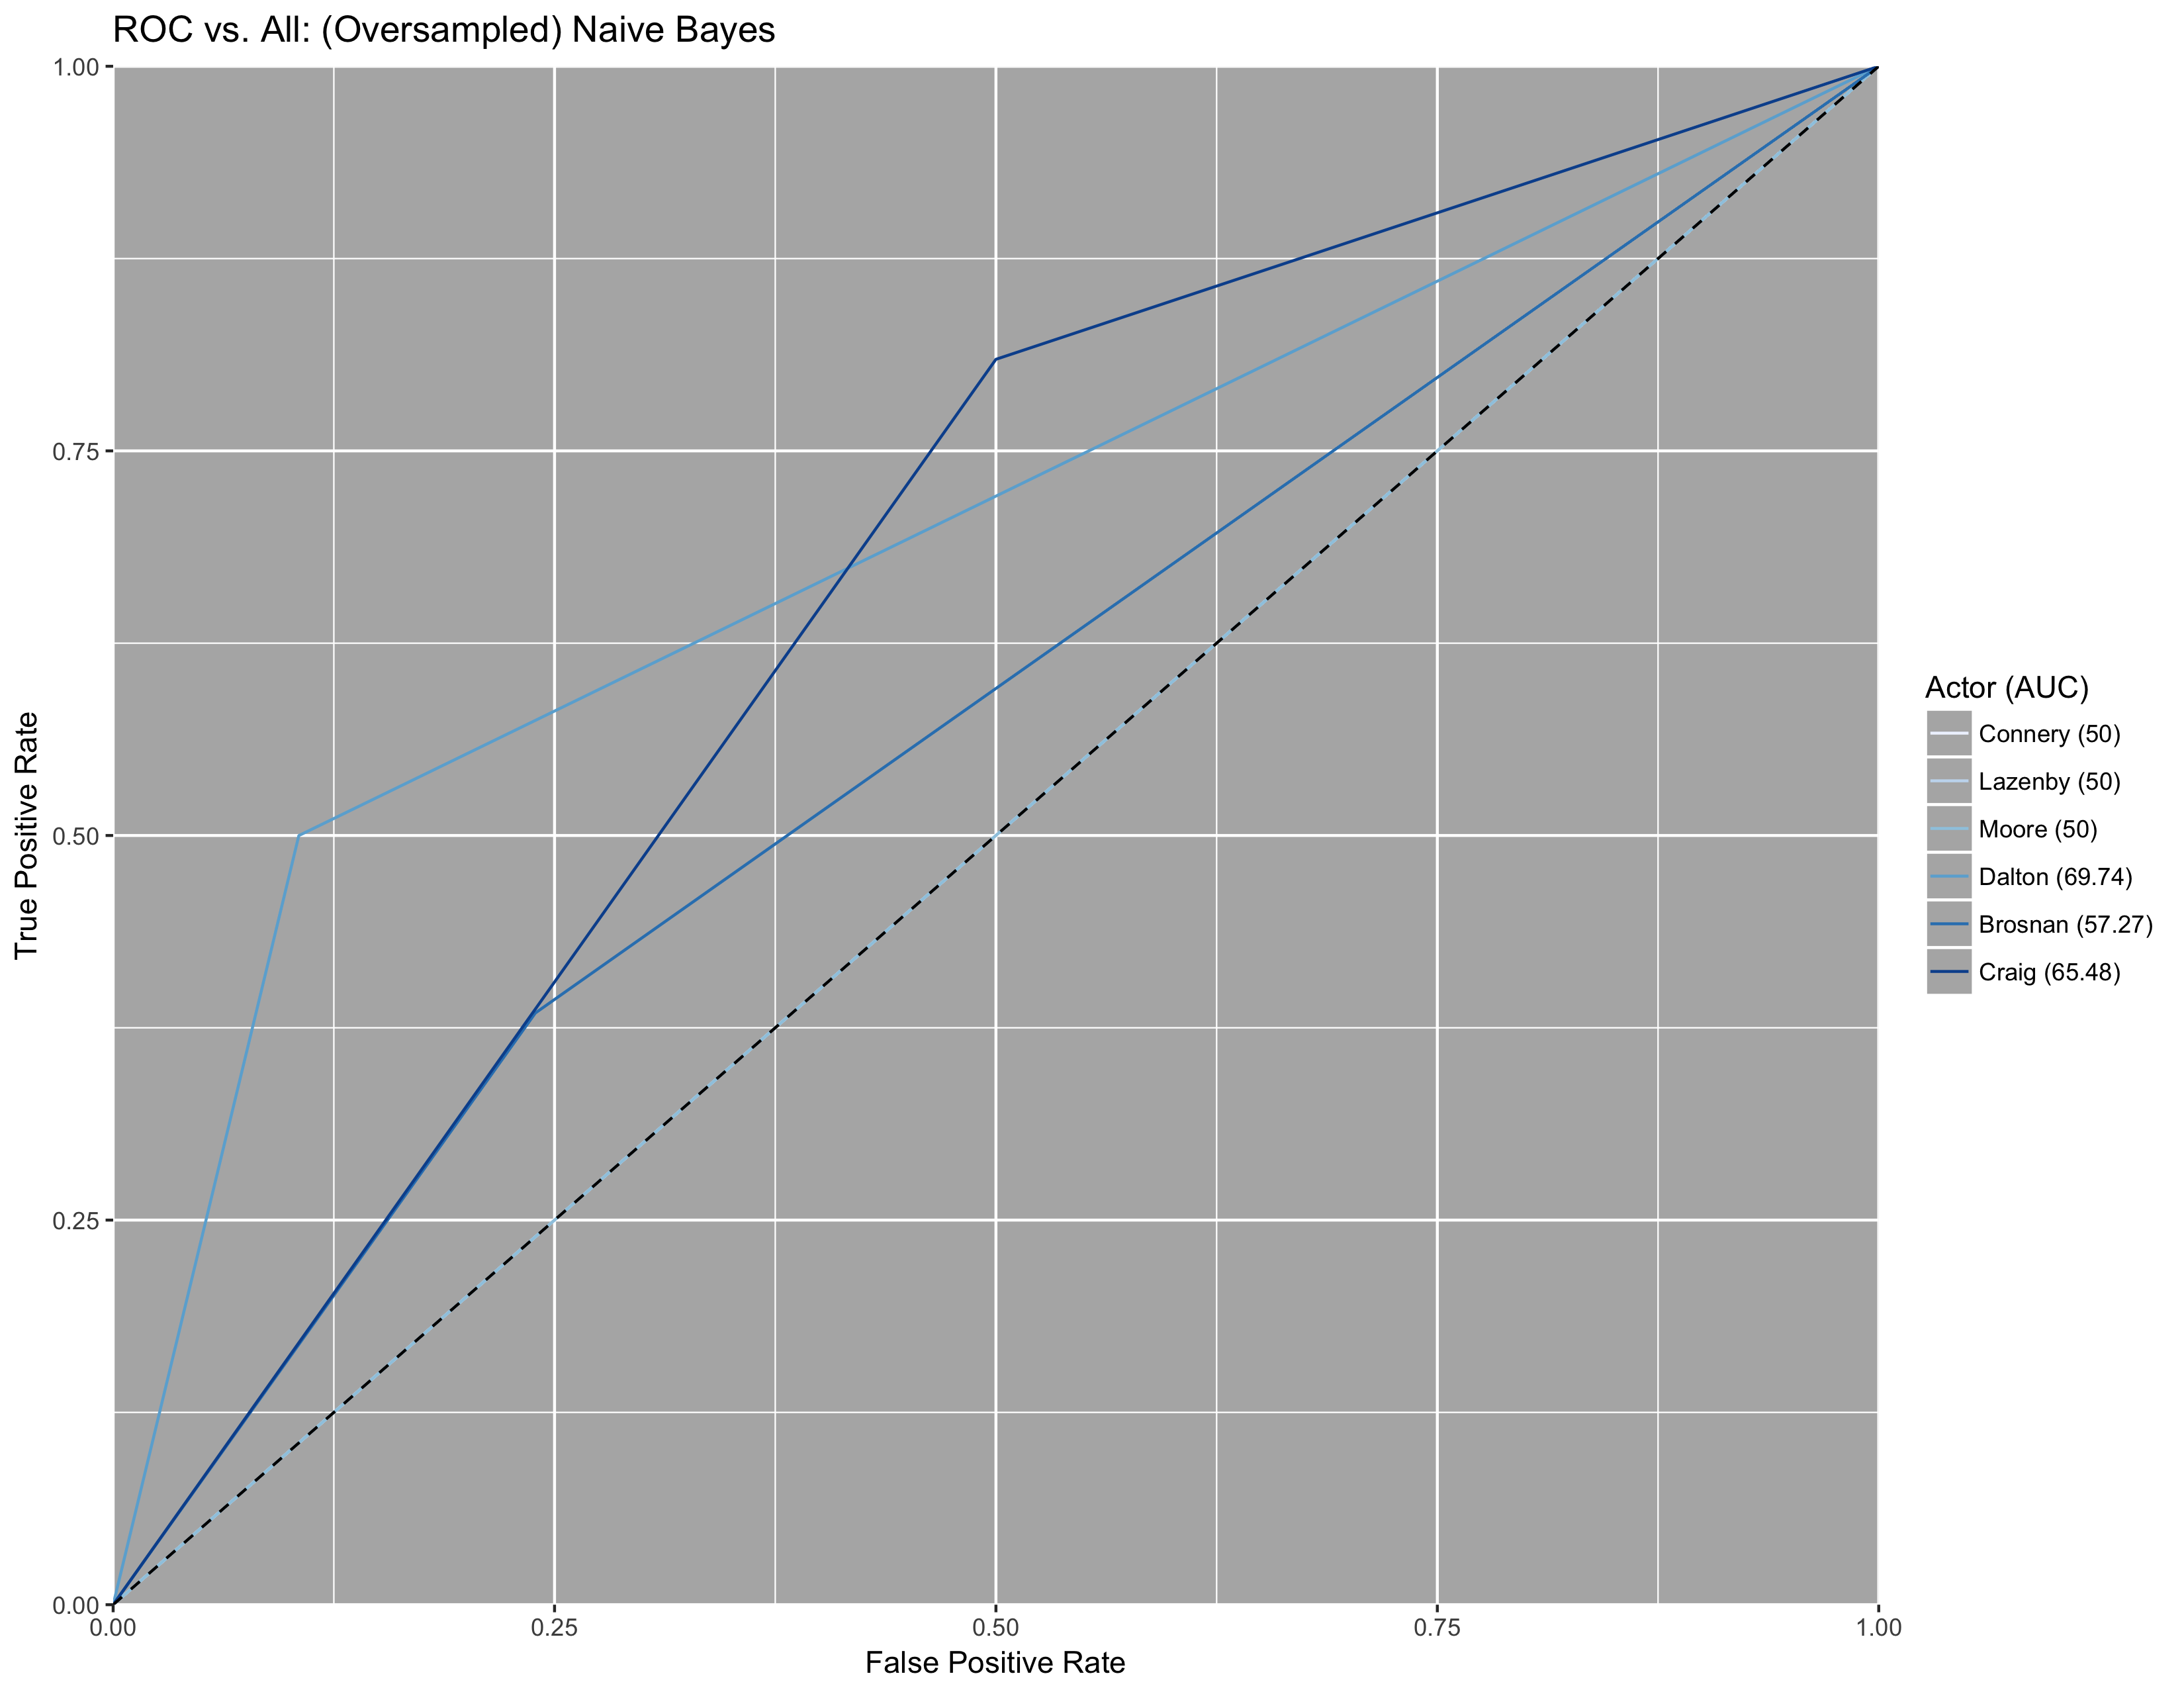 ROC vs. All: (Oversampled) Naive Bayes
1.00
0.75
0.50
0.25
0.00
True Positive Rate
0.00 0.25 0.50 0.75 1.00
False Positive Rate
Actor (AUC)
Connery (50)
Lazenby (50)
Moore (50)
Dalton (69.74)
Brosnan (57.27)
Craig (65.48)